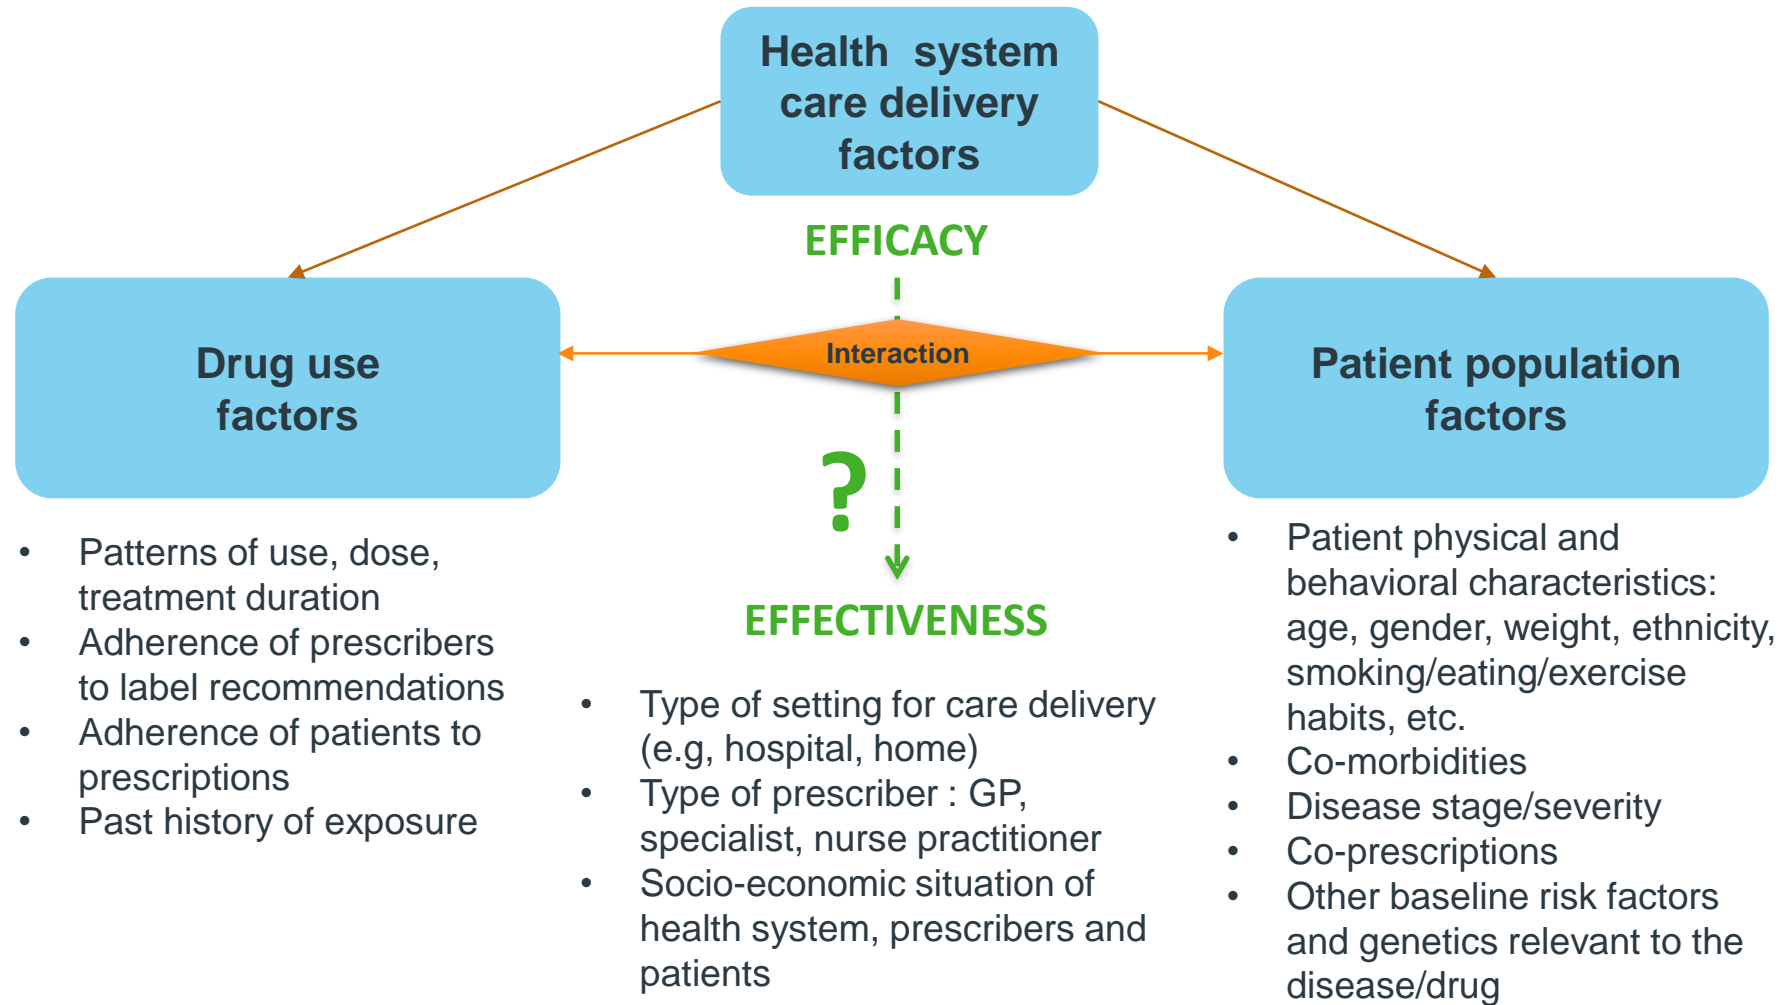 Health  system
care delivery
factors
EFFICACY
Interaction
Drug use
factors
Patient population
factors
?
EFFECTIVENESS
• Patterns of use, dose,
treatment duration
• Adherence of prescribers
to label recommendations
• Adherence of patients to
prescriptions
• Past history of exposure
• Type of setting for care delivery
(e.g, hospital, home)
• Type of prescriber : GP,
specialist, nurse practitioner
• Socio-economic situation of
health system, prescribers and
patients
• Patient physical and
behavioral characteristics:
age, gender, weight, ethnicity,
smoking/eating/exercise
habits, etc.
• Co-morbidities
• Disease stage/severity
• Co-prescriptions
• Other baseline risk factors
and genetics relevant to the
disease/drug